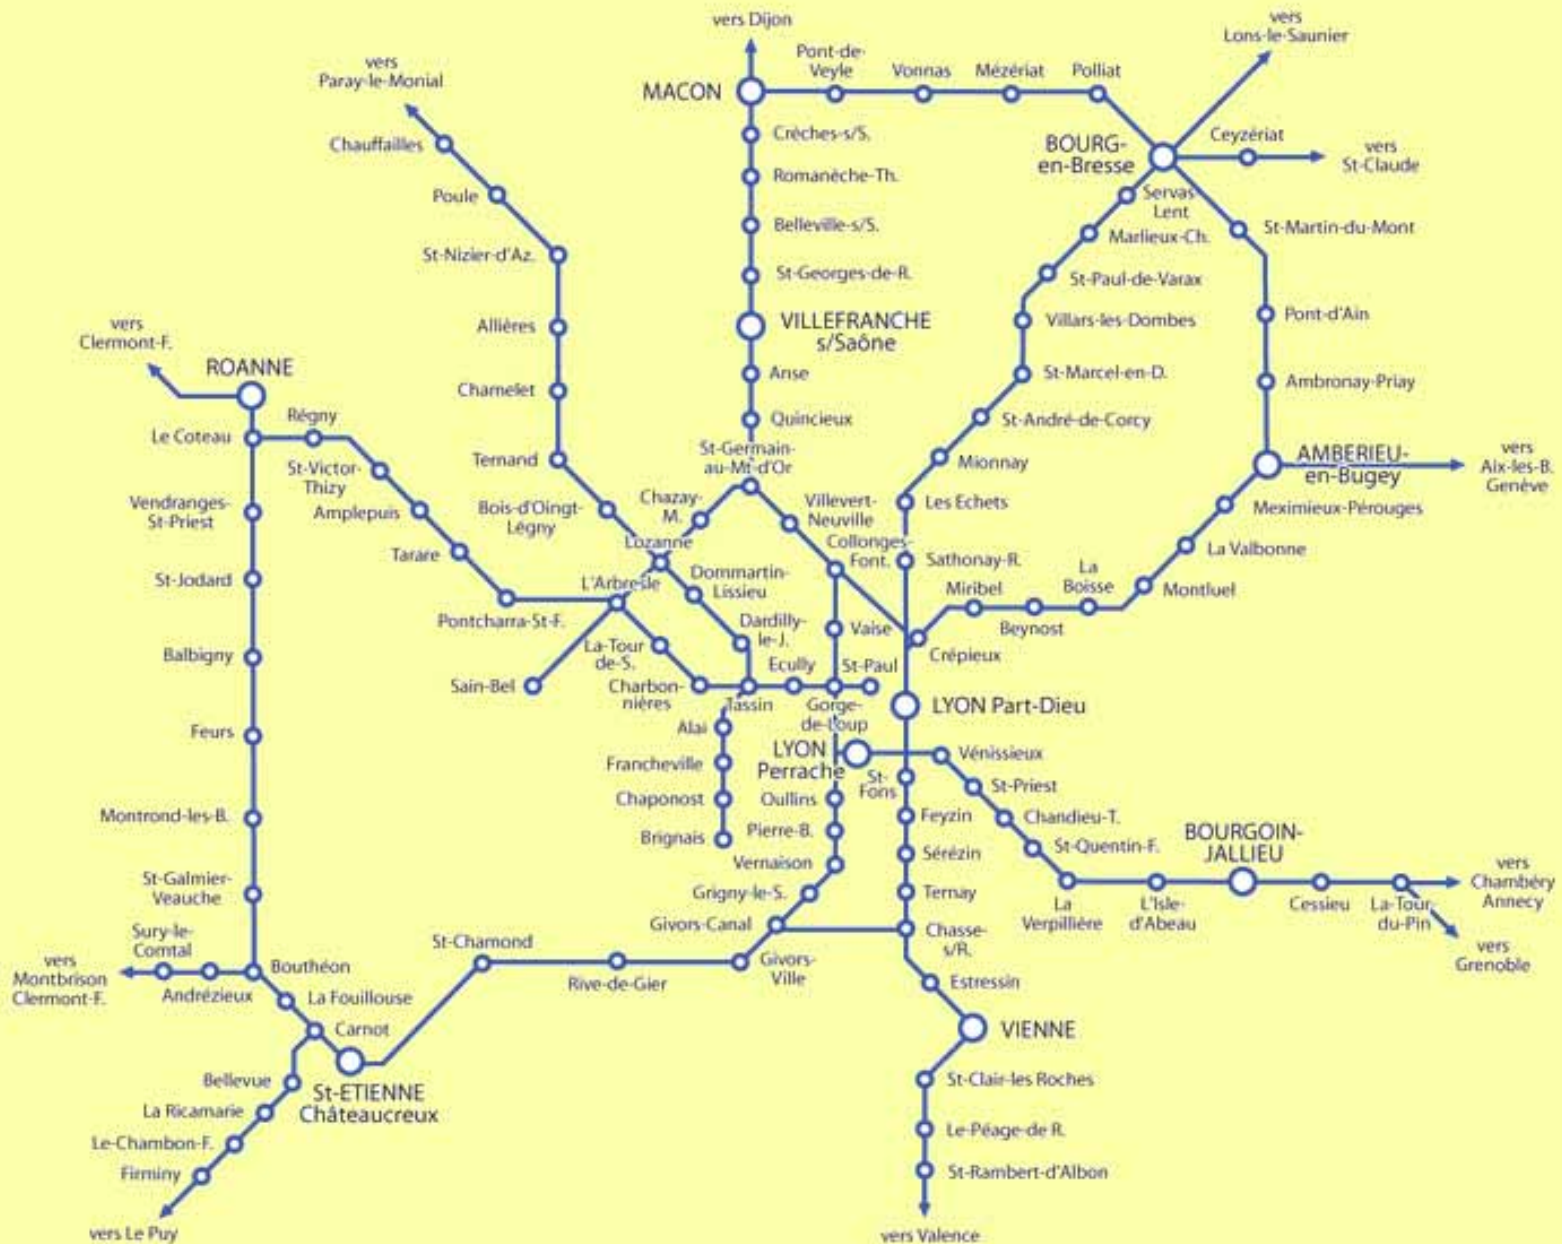 vers Dijon
vers
Lons-le-Saunier
vers
Paray-le-Monial
Pont-de-
Veyle
Vonnas
Mézériat
Polliat
MACON
Chauffailles
Crèches-s/S.
BOURG-
en-Bresse
Ceyzériat
vers
St-Claude
Romanèche-Th.
Poule
Servas
Lent
Belleville-s/S.
Marlieux-Ch.
St-Martin-du-Mont
St-Nizier-d'Az.
St-Georges-de-R.
St-Paul-de-Varax
vers
Clermont-F.
Allières
VILLEFRANCHE
s/Saône
Villars-les-Dombes
Pont-d'Ain
ROANNE
Anse
St-Marcel-en-D.
Ambronay-Priay
Chamelet
Régny
Quincieux
St-André-de-Corcy
Le Coteau
St-Germain-
au-Mt-d'Or
St-Victor-
Thizy
Ternand
Mionnay
AMBERIEU-
en-Bugey
vers
Aix-les-B.
Genève
Vendranges-
St-Priest
Amplepuis
Bois-d'Oingt-
Légny
Chazay-
M.
Villevert-
Neuville
Les Echets
Meximieux-Pérouges
Tarare
Lozanne
Collonges-
Font.
Sathonay-R.
La Valbonne
St-Jodard
L'Arbresle
Dommartin-
Lissieu
Miribel
La
Boisse
Montluel
Pontcharra-St-F.
Dardilly-
le-J.
Vaise
Beynost
Balbigny
La-Tour
de-S.
Ecully
St-Paul
Crépieux
Sain-Bel
Charbon-
nières
Tassin
Gorge-
de-Loup
LYON Part-Dieu
Feurs
Alai
LYON
Perrache
Vénissieux
Francheville
St-
Fons
St-Priest
Montrond-les-B.
Chaponost
Oullins
Feyzin
Chandieu-T.
Brignais
Pierre-B.
St-Quentin-F.
BOURGOIN-
JALLIEU
Vernaison
Sérézin
St-Galmier-
Veauche
Grigny-le-S.
Ternay
La
Verpillière
L'Isle-
d'Abeau
Cessieu
La-Tour-
du-Pin
vers
Chambéry
Annecy
Givors-Canal
Chasse-
s/R.
vers
Grenoble
Sury-le-
Comtal
St-Chamond
vers
Montbrison
Clermont-F.
Andrézieux
Bouthéon
Rive-de-Gier
Givors-
Ville
Estressin
La Fouillouse
Carnot
VIENNE
Bellevue
St-ETIENNE
Châteaucreux
St-Clair-les Roches
La Ricamarie
Le-Chambon-F.
Le-Péage-de R.
Firminy
St-Rambert-d'Albon
vers Le Puy
vers Valence